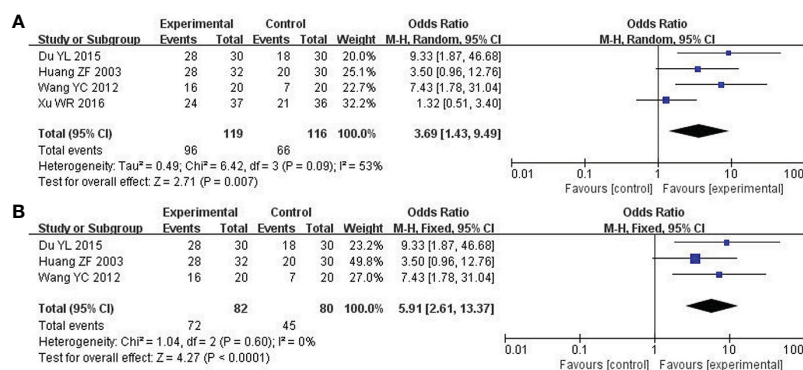 A
Experimental Control Odds Ratio Odds Ratio
Study or Subgroup Events Total Events Total Weight M-H, Random, 95% CI M-H, Random, 95% CI
Du YL 2015 28 30 18 30 20.0% 9.33 [1.87, 46.68]
Huang ZF 2003 28 32 20 30 25.1% 3.50 [0.96, 12.76]
Wang YC 2012 16 20 7 20 22.7% 7.43 [1.78, 31.04]
Xu WR 2016 24 37 21 36 32.2% 1.32 [0.51, 3.40]
Total (95% CI) 119 116 100.0% 3.69 [1.43, 9.49]
Total events 96 66
Heterogeneity: Tau² = 0.49; Chi² = 6.42, df = 3 (P = 0.09); I² = 53%
Test for overall effect: Z = 2.71 (P = 0.007)
0.01 0.1 1 10 100
Favours [control] Favours [experimental]
B
Experimental Control Odds Ratio Odds Ratio
Study or Subgroup Events Total Events Total Weight M-H, Fixed, 95% CI M-H, Fixed, 95% CI
Du YL 2015 28 30 18 30 23.2% 9.33 [1.87, 46.68]
Huang ZF 2003 28 32 20 30 49.8% 3.50 [0.96, 12.76]
Wang YC 2012 16 20 7 20 27.0% 7.43 [1.78, 31.04]
Total (95% CI) 82 80 100.0% 5.91 [2.61, 13.37]
Total events 72 45
Heterogeneity: Chi² = 1.04, df = 2 (P = 0.60); I² = 0%
Test for overall effect: Z = 4.27 (P < 0.0001)
0.01 0.1 1 10 100
Favours [control] Favours [experimental]